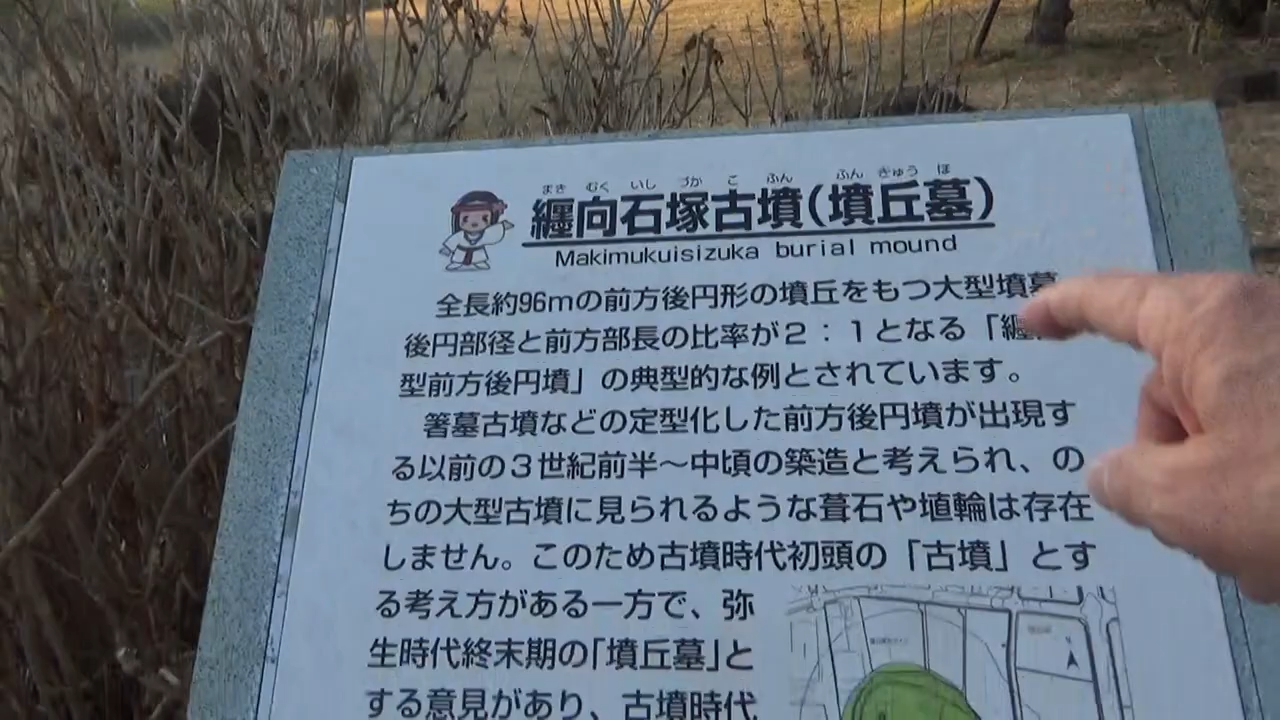 まき むく いし づか こ ふん ふん きゅう ぼ
纒向石塚古墳(墳丘墓)
Makimukuisizuka burial mound
全長約96mの前方後円形の墳丘をもつ大型墳墓
後円部径と前方部長の比率が2:1となる「纒
型前方後円墳」の典型的な例とされています。
箸墓古墳などの定型化した前方後円墳が出現す
る以前の3世紀前半～中頃の築造と考えられ、の
ちの大型古墳に見られるような葺石や埴輪は存在
しません。このため古墳時代初頭の「古墳」とす
る考え方がある一方で、弥
生時代終末期の「墳丘墓」と
する意見があり、古墳時代